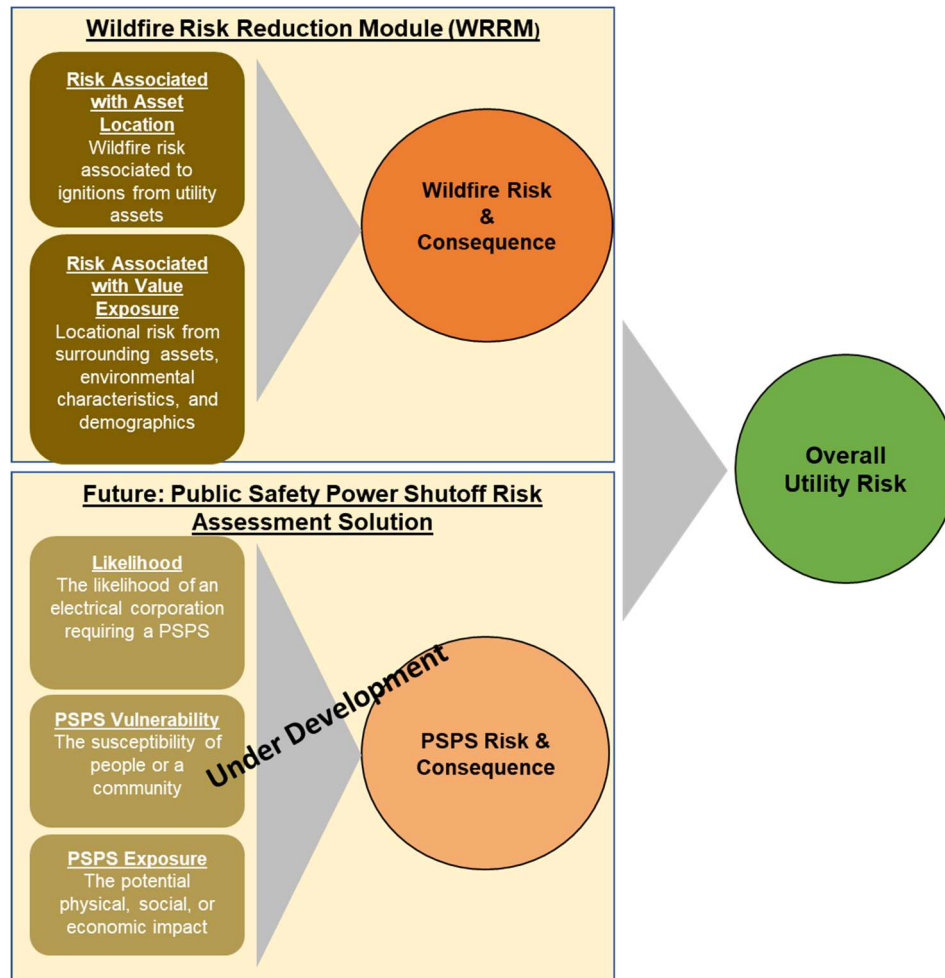 Wildfire Risk Reduction Module (WRRM)
Risk Associated
with Asset
Location
Wildfire risk
associated to
ignitions from utility
assets
Risk Associated
with Value
Exposure
Locational risk from
surrounding assets,
environmental
characteristics, and
demographics
Wildfire Risk
&
Consequence
Future: Public Safety Power Shutoff Risk
Assessment Solution
Likelihood
The likelihood of an
electrical corporation
requiring a PSPS
PSPS Vulnerability
The susceptibility of
people or a
community
PSPS Exposure
The potential
physical, social, or
economic impact
Under Development
PSPS Risk &
Consequence
Overall
Utility Risk